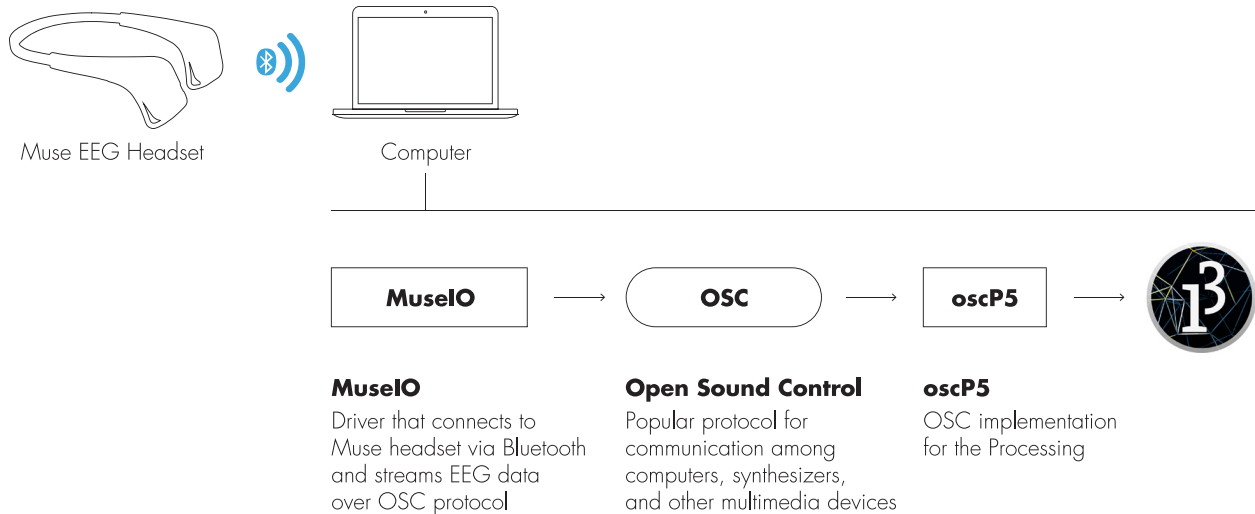 Muse EEG Headset
Computer
MuseIO
OSC
oscP5
3
MuseIO
Driver that connects to
Muse headset via Bluetooth
and streams EEG data
over OSC protocol
Open Sound Control
Popular protocol for
communication among
computers, synthesizers,
and other multimedia devices
oscP5
OSC implementation
for the Processing